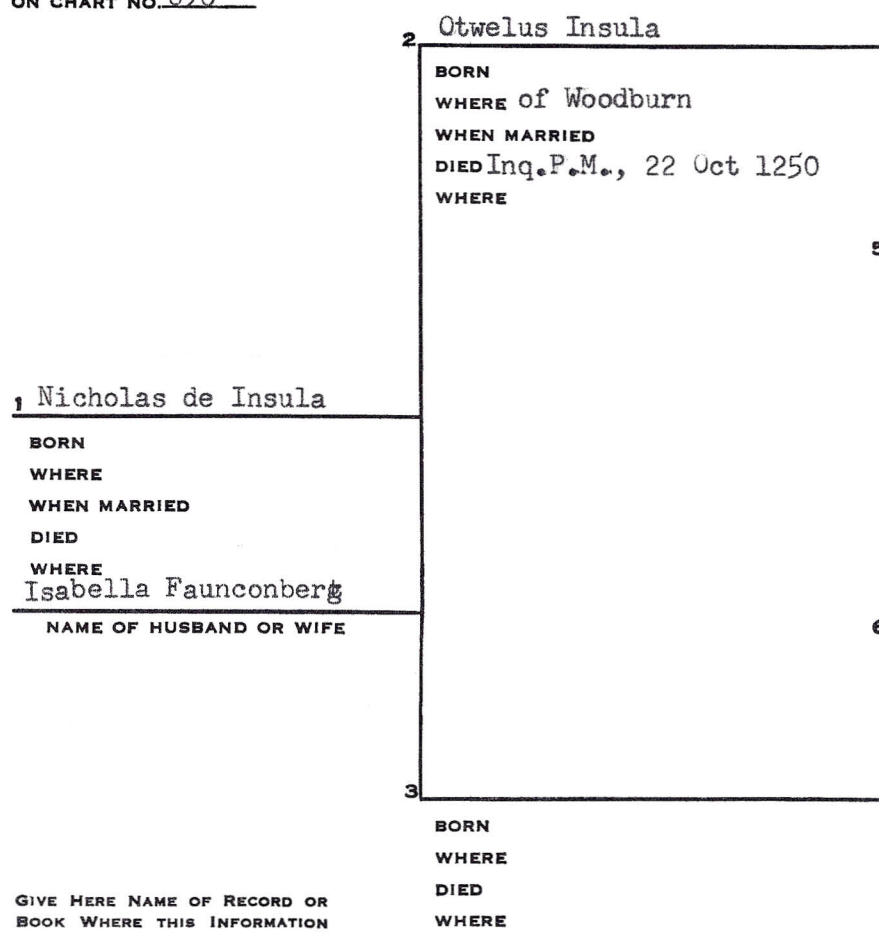 ON CHART NO.
2 Otwelus Insula
BORN
WHERE of Woodburn
WHEN MARRIED
DIED Inq.P.M., 22 Oct 1250
WHERE
5
1 Nicholas de Insula
BORN
WHERE
WHEN MARRIED
DIED
WHERE
Isabella Faunconberg
NAME OF HUSBAND OR WIFE
6
3
BORN
WHERE
DIED
WHERE
GIVE HERE NAME OF RECORD OR
BOOK WHERE THIS INFORMATION